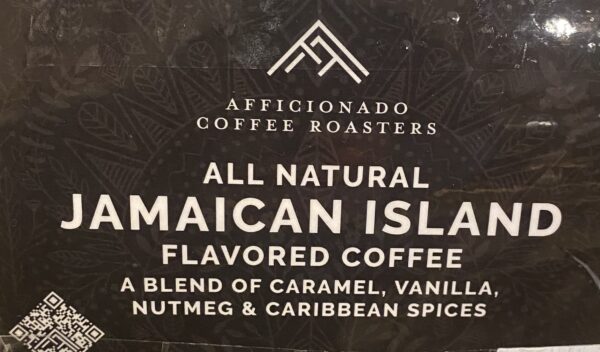 AFFICIONADO
COFFEE ROASTERS
ALL NATURAL
JAMAICAN ISLAND
FLAVORED COFFEE
A BLEND OF CARAMEL, VANILLA,
NUTMEG & CARIBBEAN SPICES